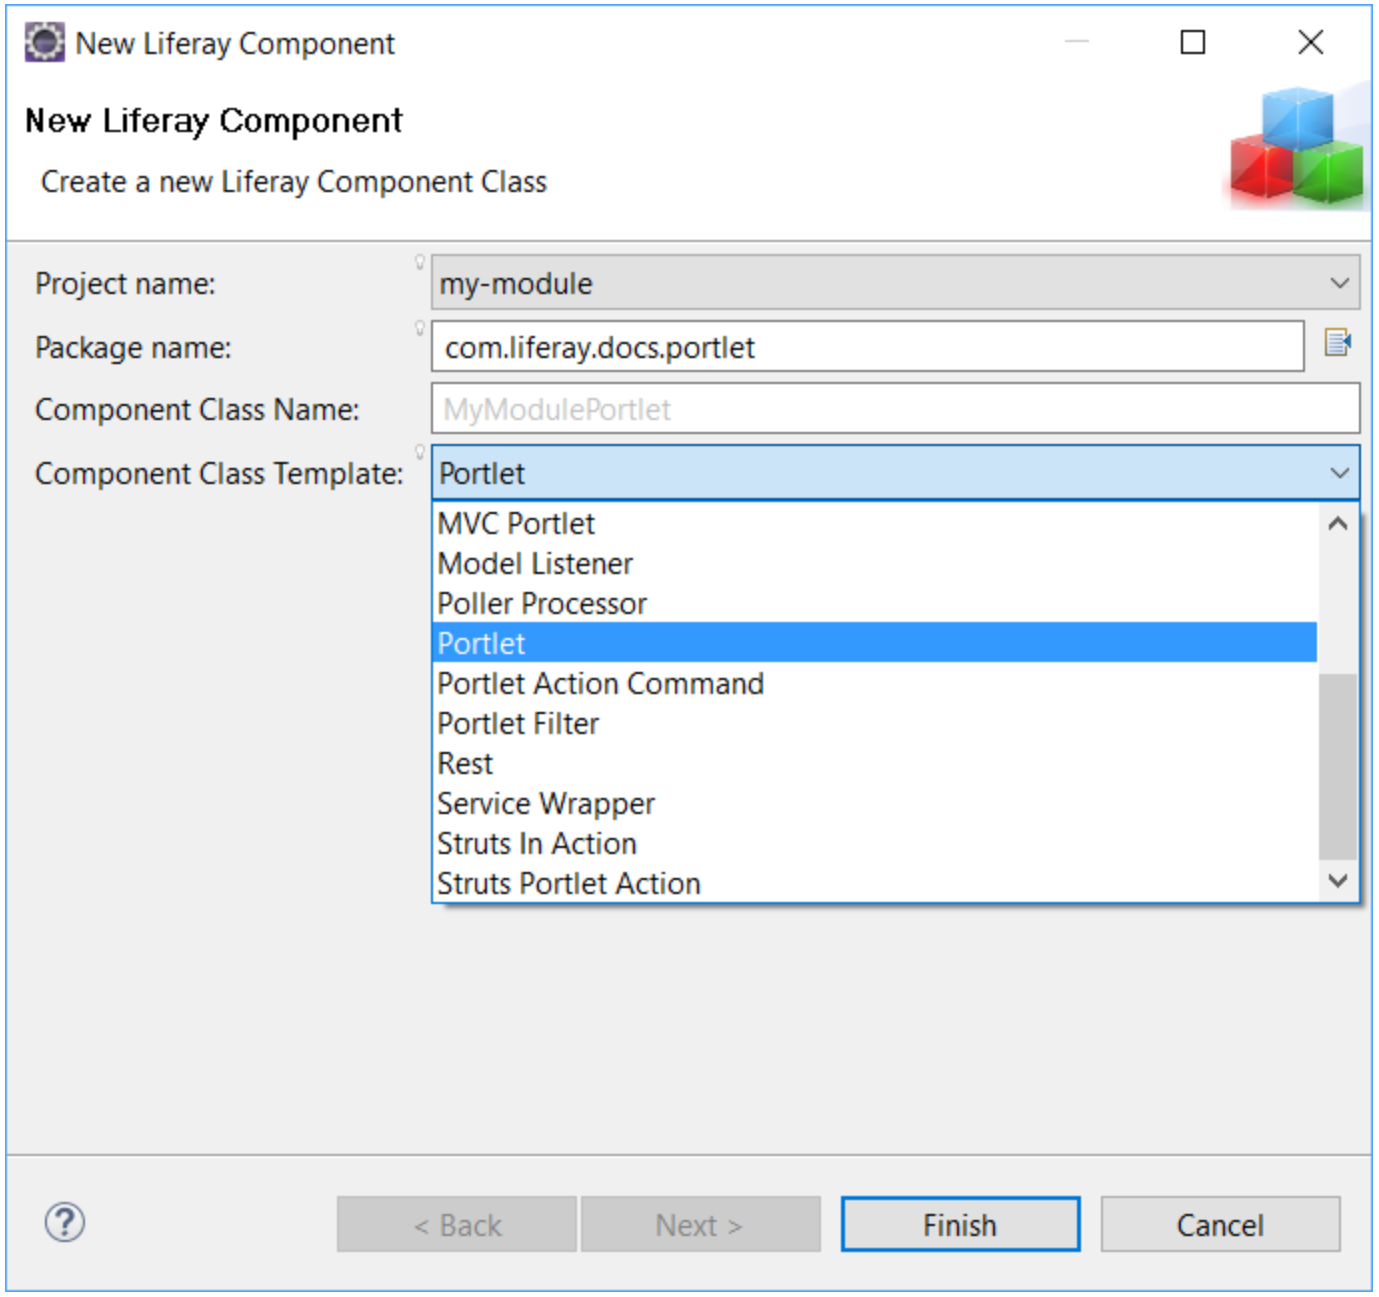 New Liferay Component
New Liferay Component
Create a new Liferay Component Class
Project name: my-module
Package name: com.liferay.docs.portlet
Component Class Name: MyModulePortlet
Component Class Template: Portlet
MVC Portlet
Model Listener
Poller Processor
Portlet
Portlet Action Command
Portlet Filter
Rest
Service Wrapper
Struts In Action
Struts Portlet Action
? < Back Next > Finish Cancel